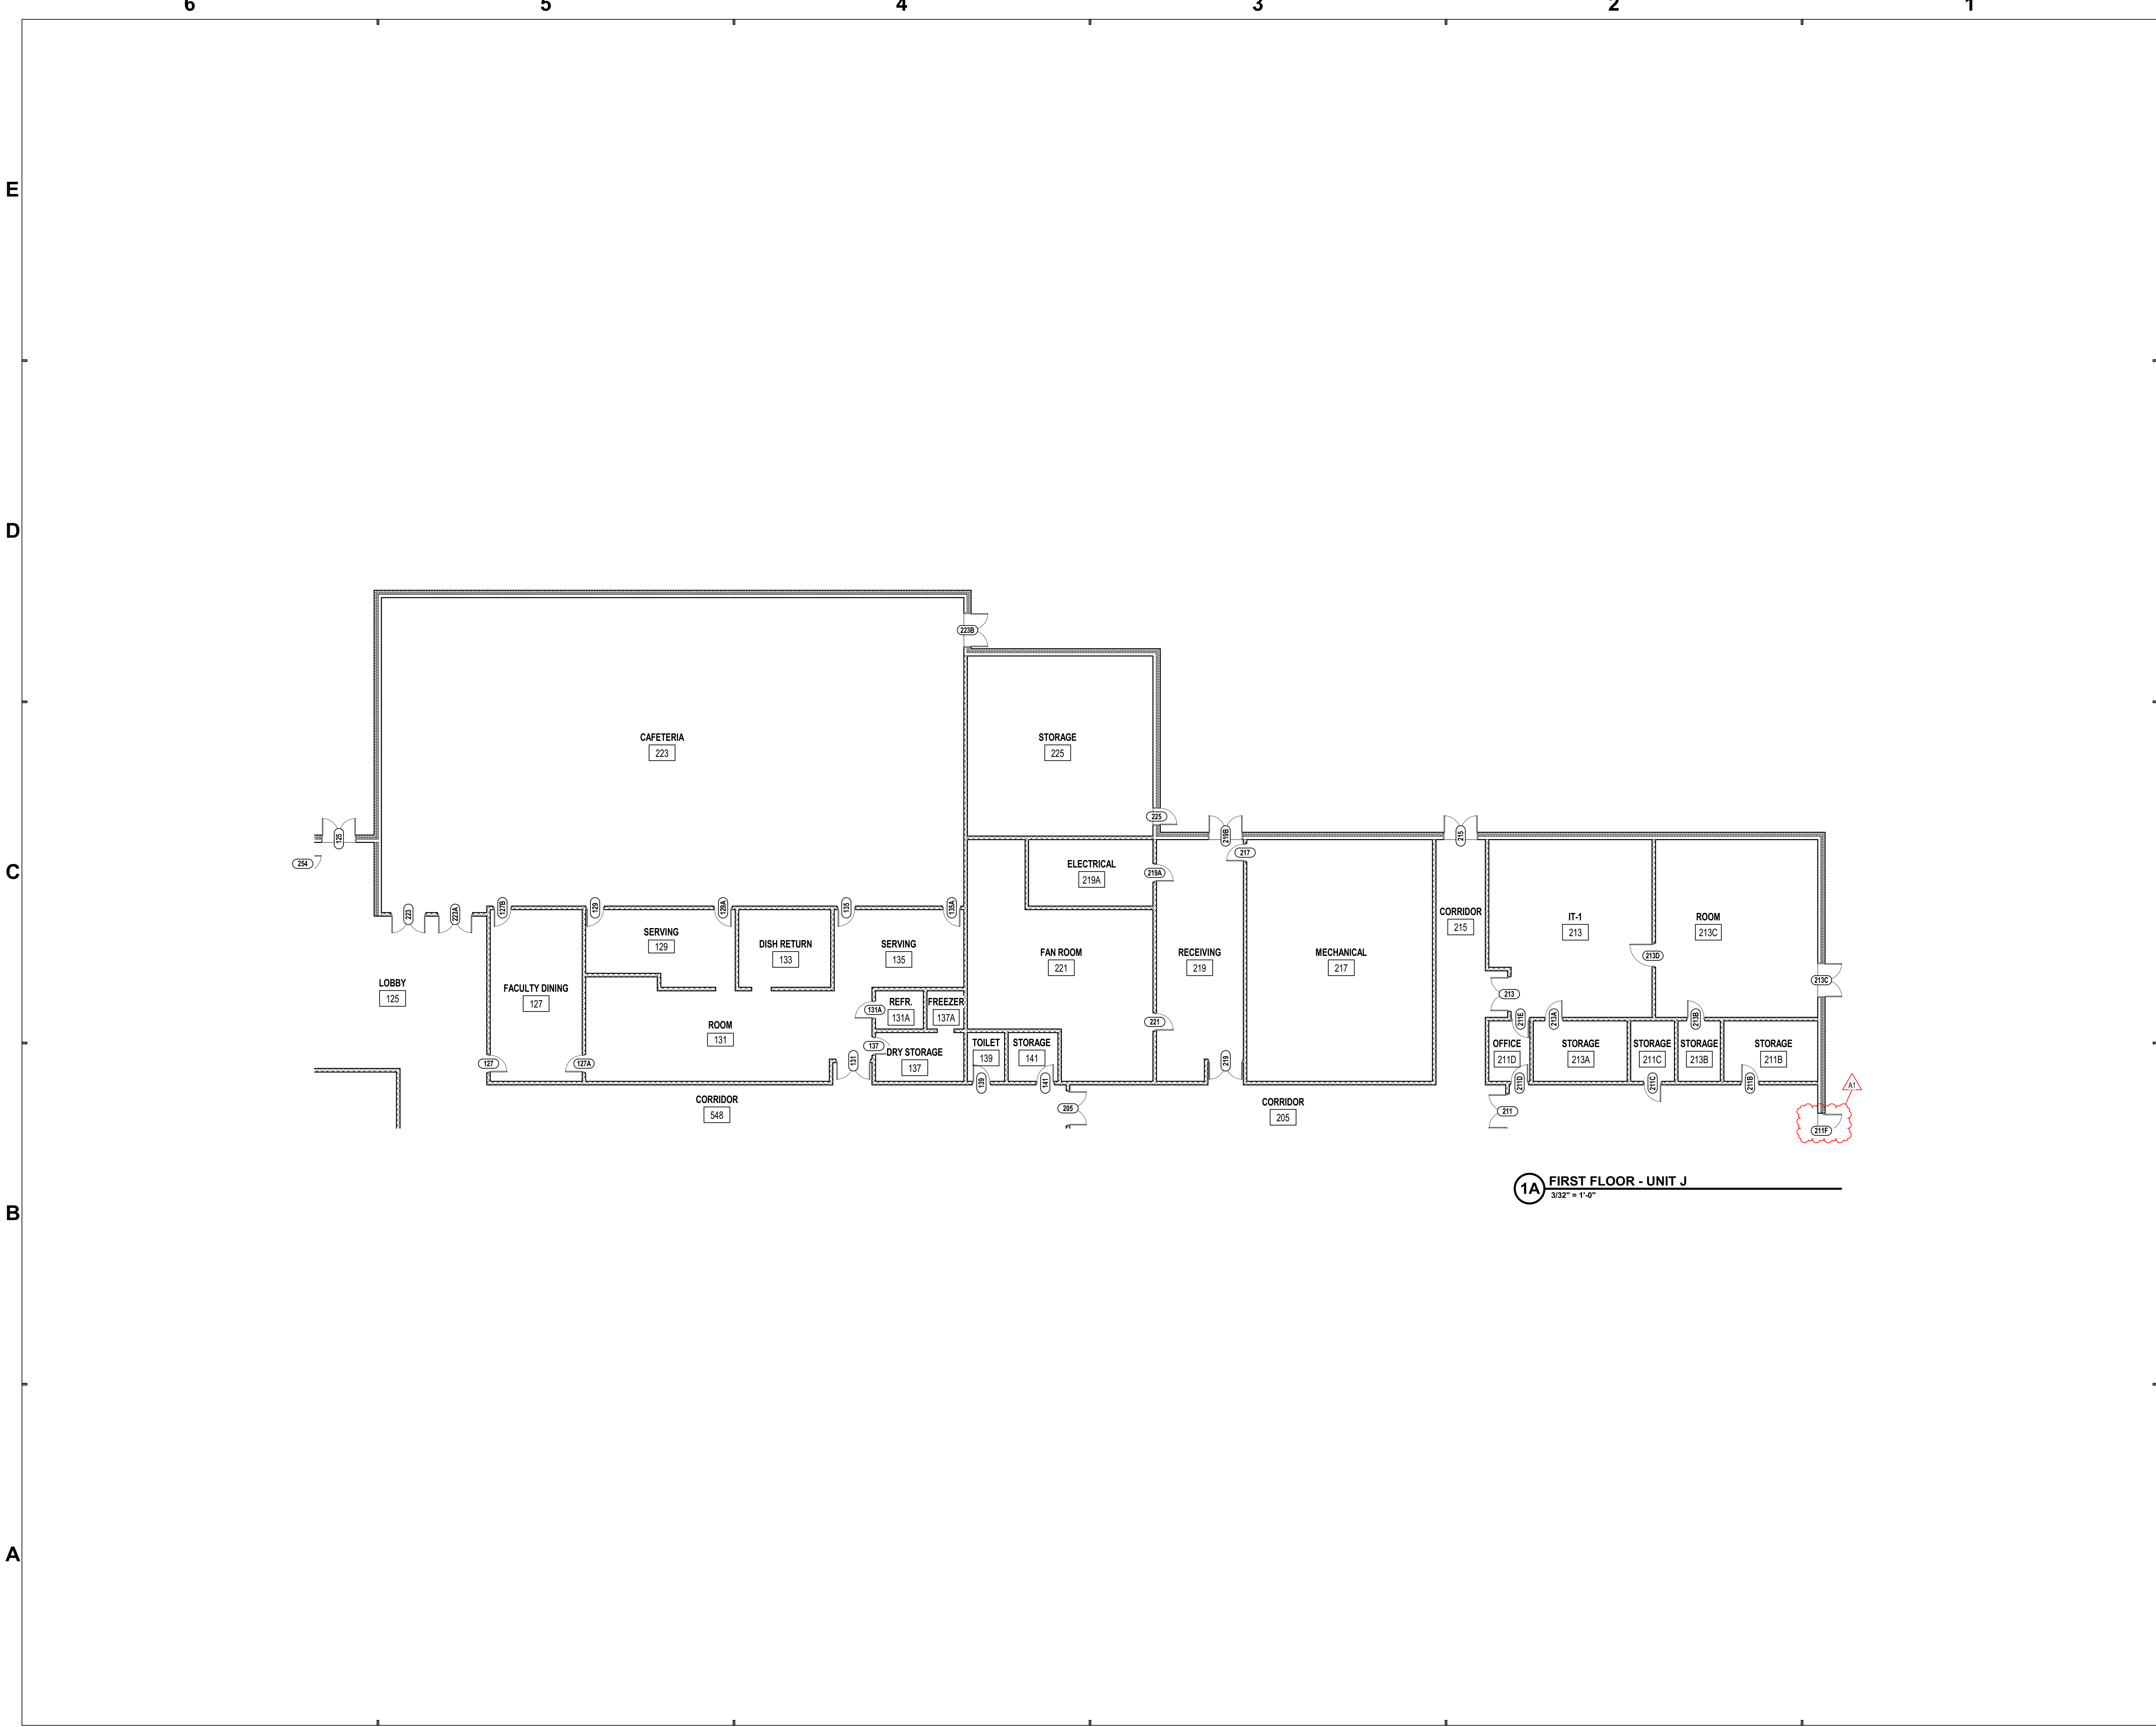 6 5 4 3 2 1
E
D
223B
CAFETERIA
223
STORAGE
225
225
125
219B
215
254
217
ELECTRICAL
219A
219A
223
223A
127B
129
129A
135
135A
CORRIDOR
215
IT-1
213
ROOM
213C
SERVING
129
DISH RETURN
133
SERVING
135
FAN ROOM
221
RECEIVING
219
MECHANICAL
217
213D
213C
LOBBY
125
FACULTY DINING
127
213
REFR.
131A
FREEZER
137A
131A
ROOM
131
221
211E
213A
213B
137
DRY STORAGE
137
TOILET
139
STORAGE
141
OFFICE
211D
STORAGE
213A
STORAGE
211C
STORAGE
213B
STORAGE
211B
127
127A
131
219
139
141
211D
211C
211B
A1
CORRIDOR
548
205
CORRIDOR
205
211
211F
C
1A
FIRST FLOOR - UNIT J
3/32" = 1'-0"
B
A